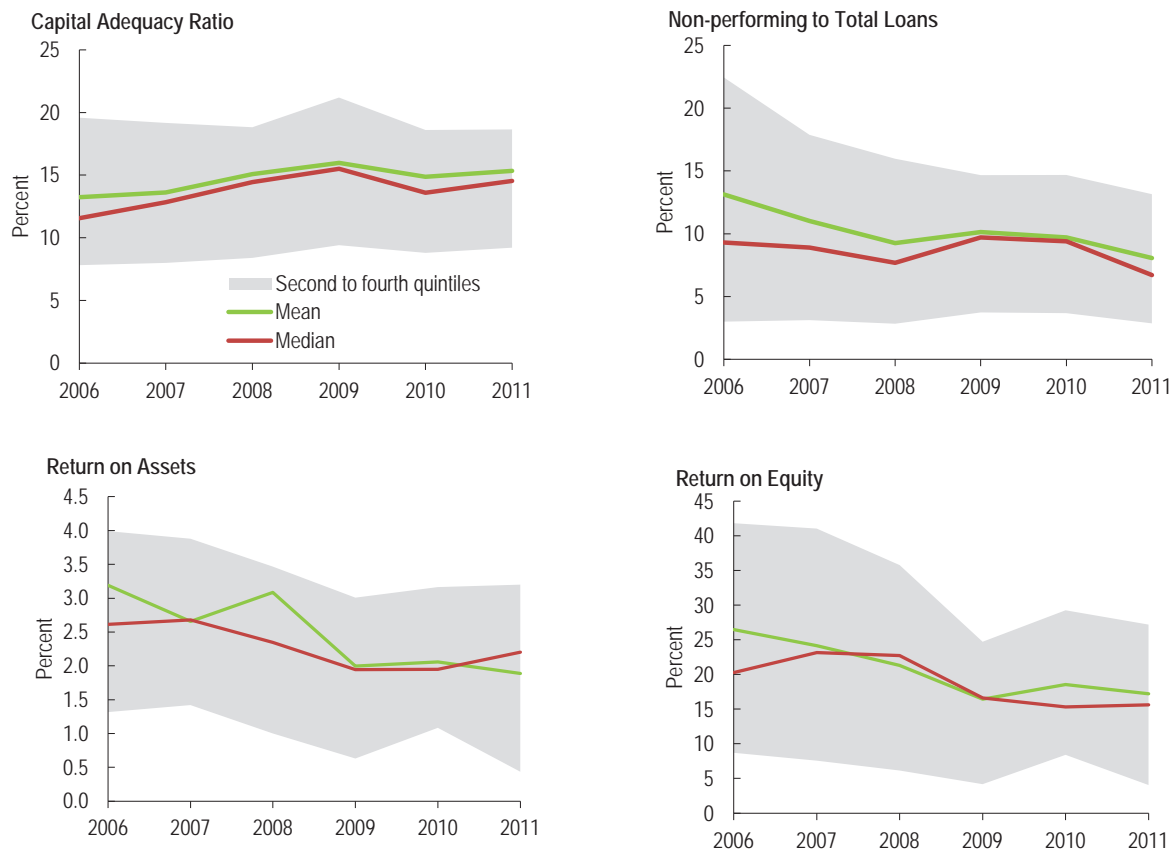 Capital Adequacy Ratio
25
20
15
10
5
0
Percent
Second to fourth quintiles
Mean
Median
2006 2007 2008 2009 2010 2011
Non-performing to Total Loans
25
20
15
10
5
0
Percent
2006 2007 2008 2009 2010 2011
Return on Assets
4.5
4.0
3.5
3.0
2.5
2.0
1.5
1.0
0.5
0.0
Percent
2006 2007 2008 2009 2010 2011
Return on Equity
45
40
35
30
25
20
15
10
5
0
Percent
2006 2007 2008 2009 2010 2011